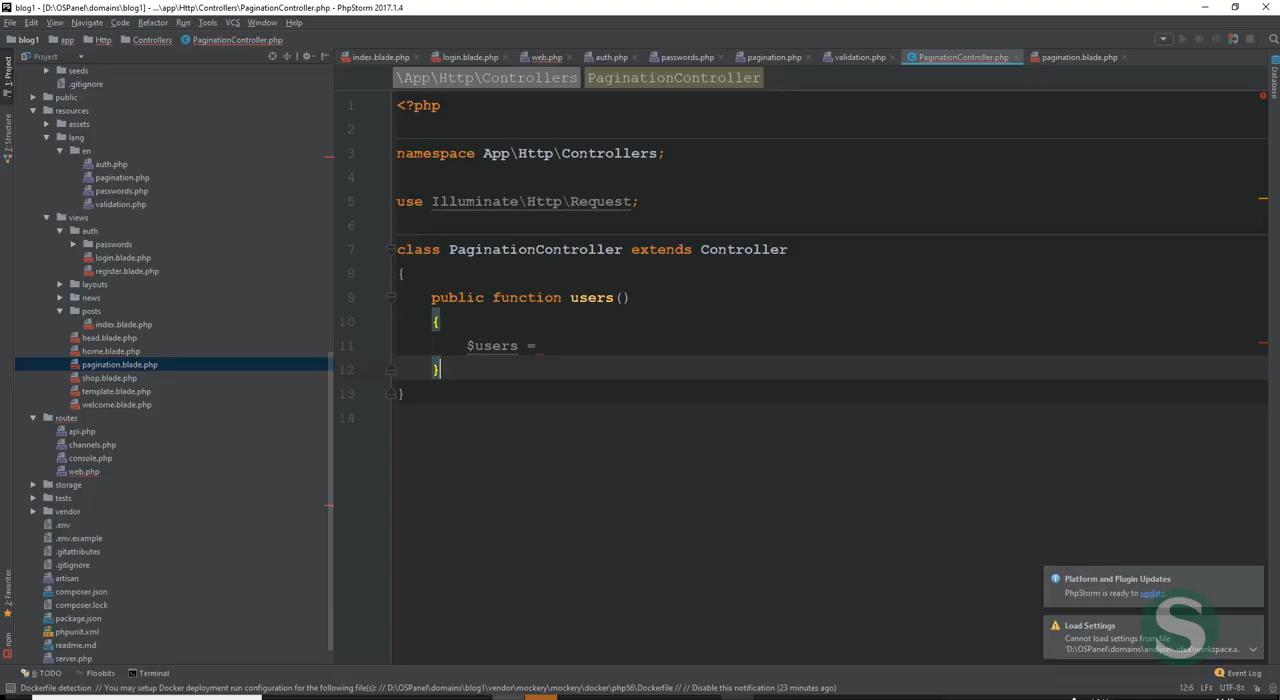 blog1 - [D:\OSPanel\domains\blog1] - ...\app\Http\Controllers\PaginationController.php - PhpStorm 2017.1.4
File Edit View Navigate Code Refactor Run Tools VCS Window Help
blog1 app Http Controllers PaginationController.php
Project
index.blade.php login.blade.php web.php auth.php passwords.php pagination.php validation.php PaginationController.php pagination.blade.php
\App\Http\Controllers PaginationController
1: Project
Structure
2: Favorites
npm
Database
seeds
.gitignore
public
resources
assets
lang
en
auth.php
pagination.php
passwords.php
validation.php
views
auth
passwords
login.blade.php
register.blade.php
layouts
news
posts
index.blade.php
head.blade.php
home.blade.php
pagination.blade.php
shop.blade.php
template.blade.php
welcome.blade.php
routes
api.php
channels.php
console.php
web.php
storage
tests
vendor
.env
.env.example
.gitattributes
.gitignore
artisan
composer.json
composer.lock
package.json
phpunit.xml
readme.md
server.php
1 <?php
2
3 namespace App\Http\Controllers;
4
5 use Illuminate\Http\Request;
6
7 class PaginationController extends Controller
8 {
9 public function users()
10 {
11 $users =
12 }
13 }
14
Platform and Plugin Updates
PhpStorm is ready to update.
Load Settings
Cannot load settings from file
S
6: TODO Floobits Terminal Event Log
Dockerfile detection // You may setup Docker deployment run configuration for the following file(s): // D:\OSPanel\domains\blog1\vendor\mockery\mockery\docker\php56\Dockerfile // // Disable this notification (23 minutes ago) 12:6 LF÷ UTF-8÷